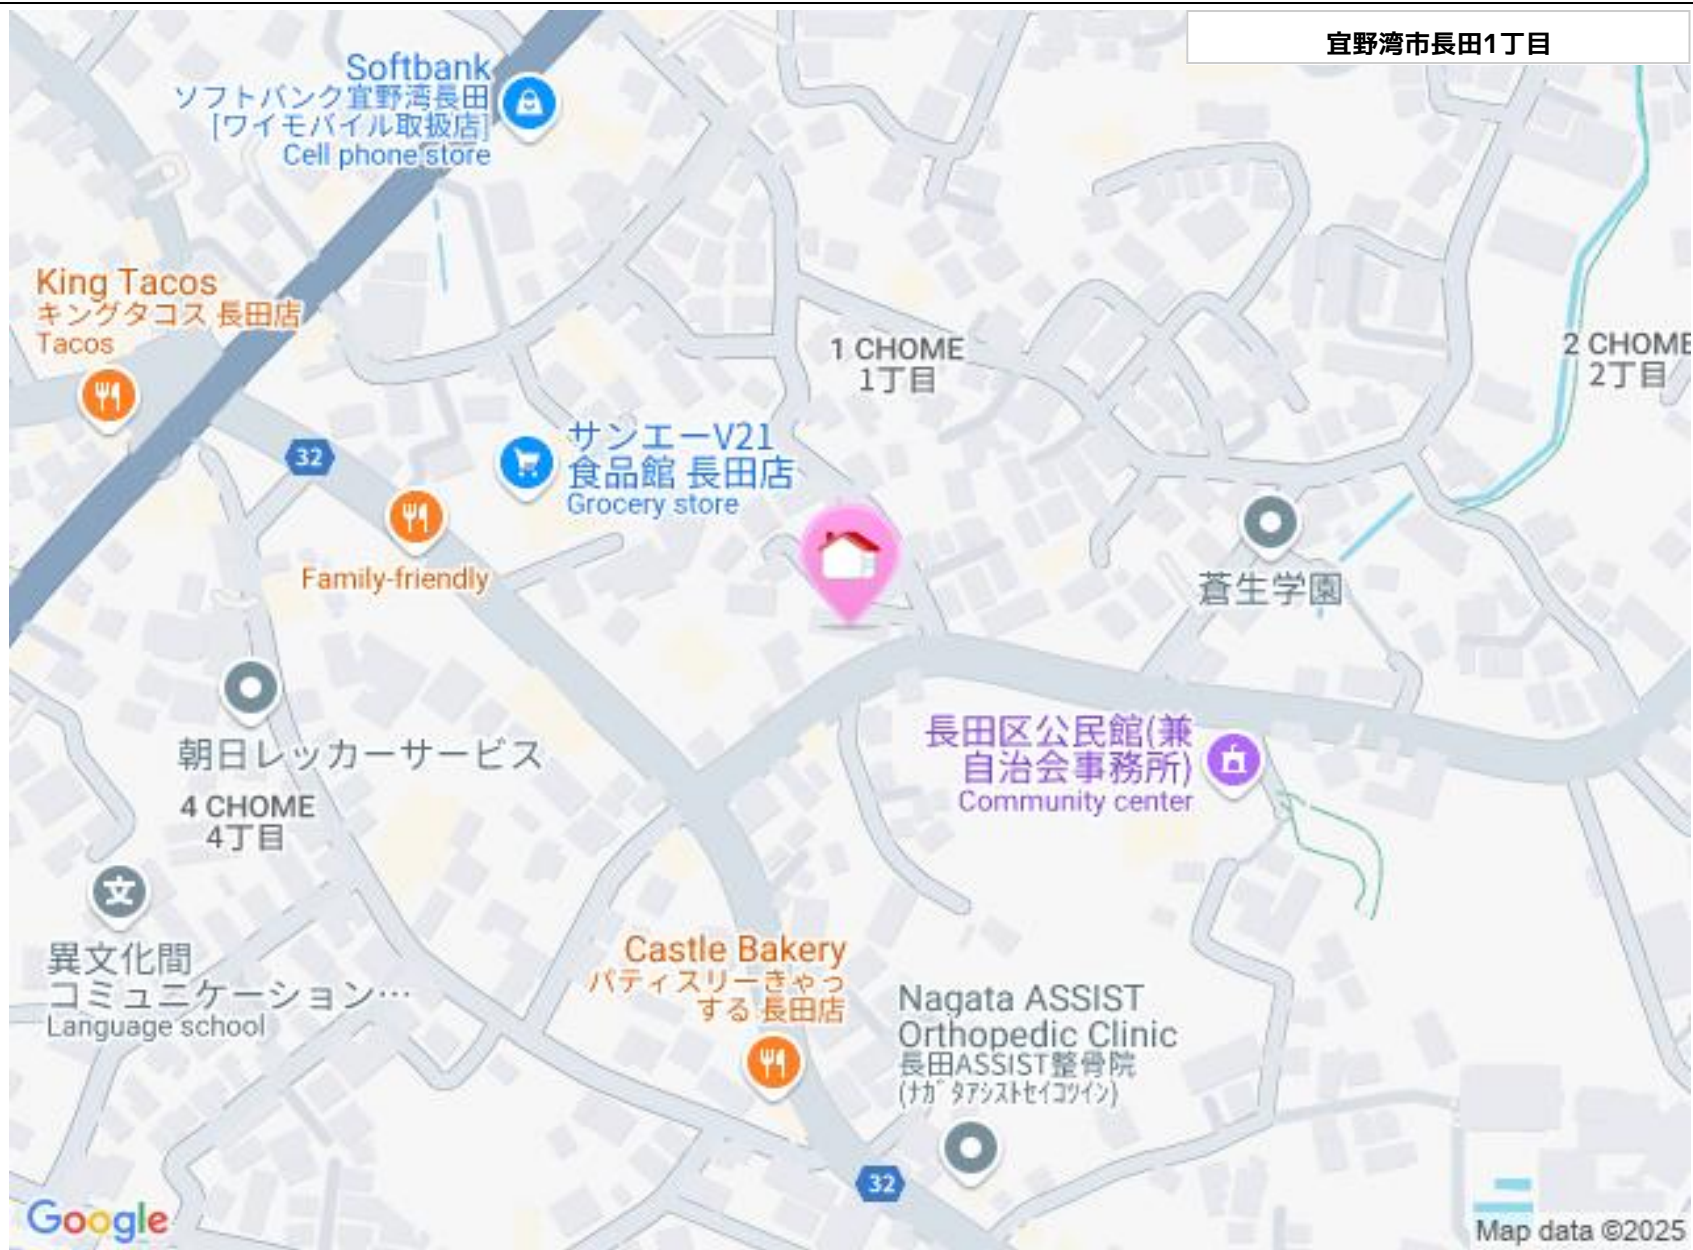 宜野湾市長田1丁目
Softbank
ソフトバンク宜野湾長田
[ワイモバイル取扱店]
Cell phone store
King Tacos
キングタコス 長田店
Tacos
1 CHOME
1丁目
2 CHOME
2丁目
32
サンエーV21
食品館 長田店
Grocery store
Family-friendly
蒼生学園
朝日レッカーサービス
長田区公民館(兼
自治会事務所)
Community center
4 CHOME
4丁目
文
異文化間
コミュニケーション…
Language school
Castle Bakery
パティスリーきゃっ
する 長田店
Nagata ASSIST
Orthopedic Clinic
長田ASSIST整骨院
(ﾅｶﾞﾀｱｼｽﾄｾｲｺﾂｲﾝ)
32
Google
Map data ©2025